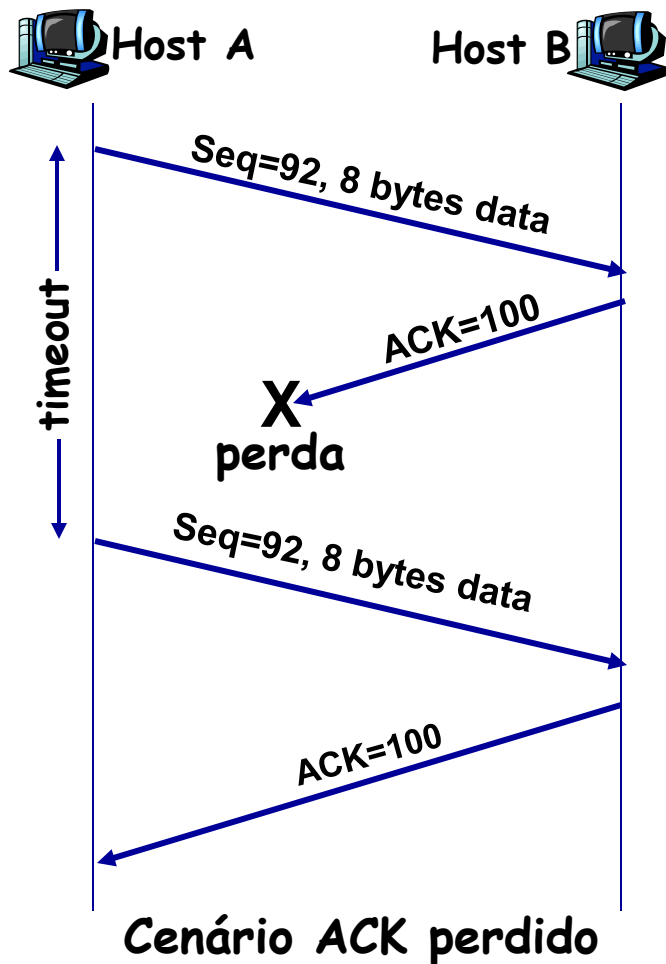 Host A
Host B
Seq=92, 8 bytes data
ACK=100
timeout
X
perda
Seq=92, 8 bytes data
ACK=100
Cenário ACK perdido